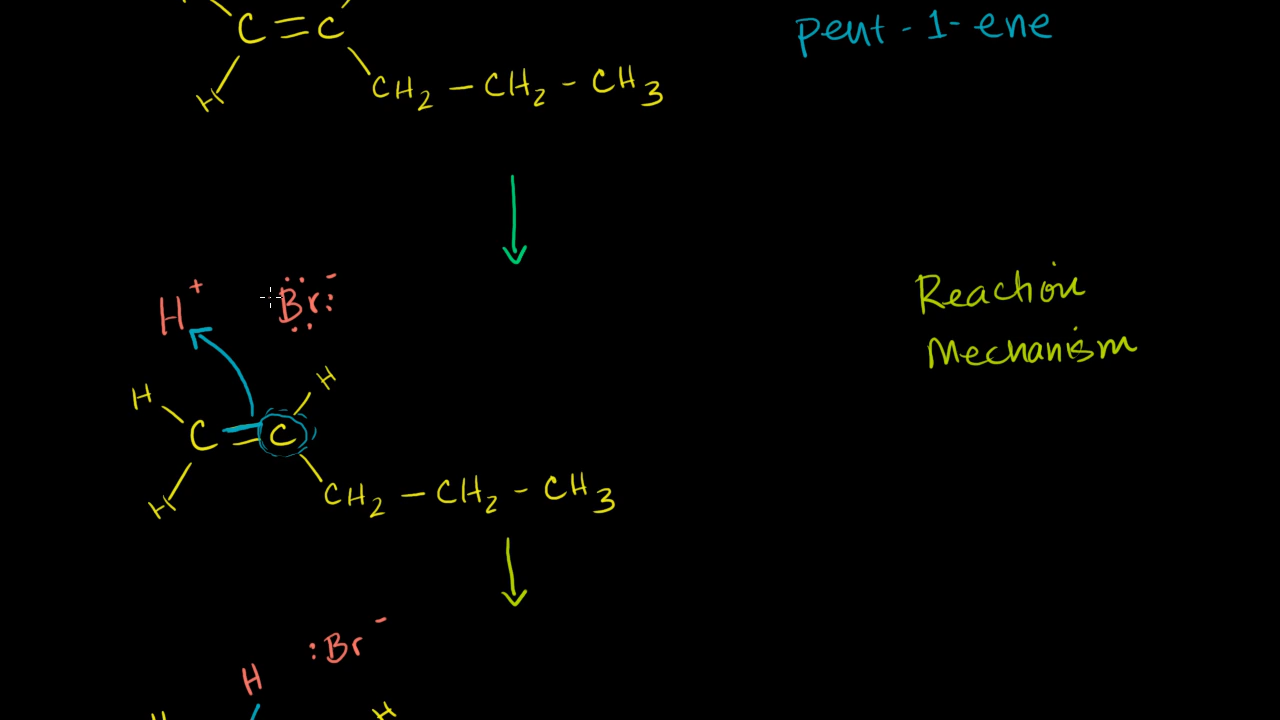 pent-1-ene
C=C
H
CH2-CH2-CH3
H+ Br-
Reaction
Mechanism
H H
C=C
H
CH2-CH2-CH3
:Br-
H
H